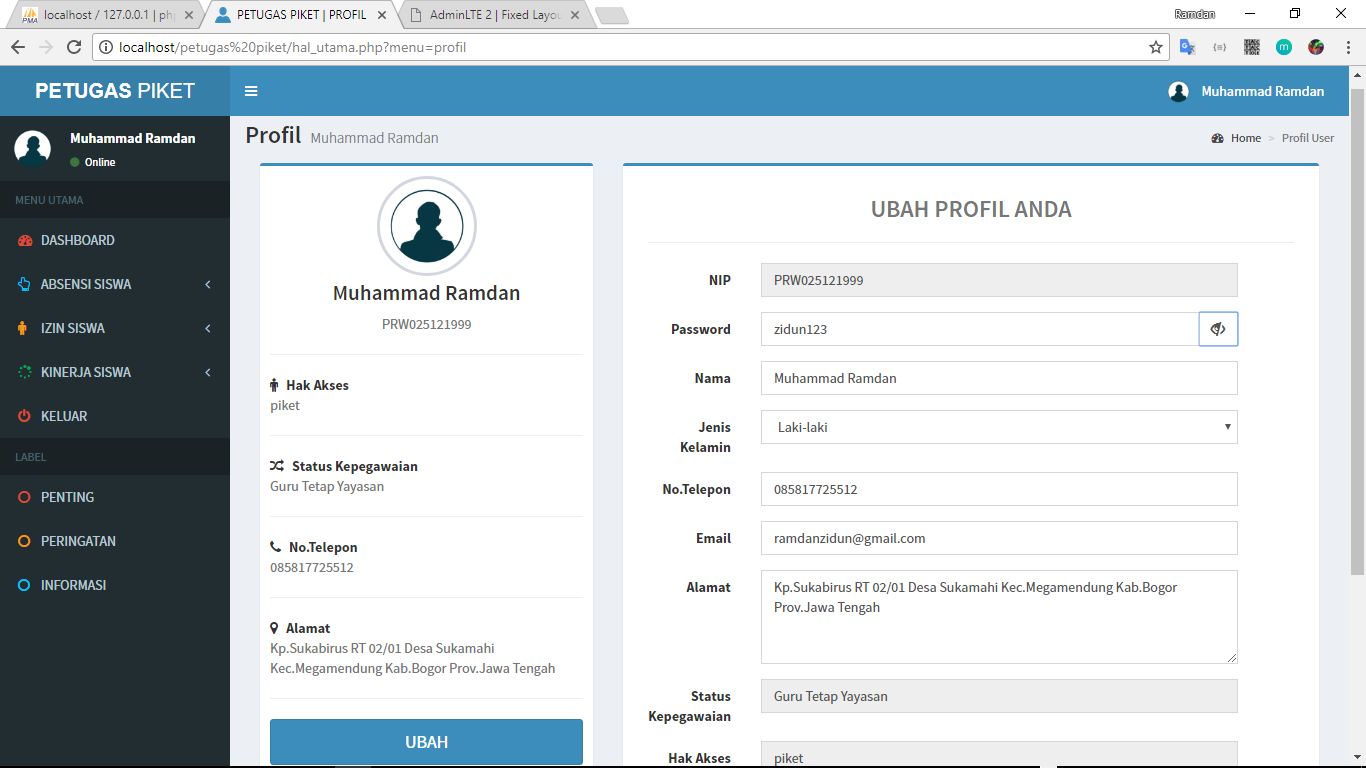 localhost / 127.0.0.1 | ph
PETUGAS PIKET | PROFIL
AdminLTE 2 | Fixed Layou
Ramdan
localhost/petugas%20piket/hal_utama.php?menu=profil
PETUGAS PIKET
Muhammad Ramdan
Muhammad Ramdan
Online
MENU UTAMA
DASHBOARD
ABSENSI SISWA
IZIN SISWA
KINERJA SISWA
KELUAR
LABEL
PENTING
PERINGATAN
INFORMASI
Profil Muhammad Ramdan
Home > Profil User
Muhammad Ramdan
PRW025121999
Hak Akses
piket
Status Kepegawaian
Guru Tetap Yayasan
No.Telepon
085817725512
Alamat
Kp.Sukabirus RT 02/01 Desa Sukamahi
Kec.Megamendung Kab.Bogor Prov.Jawa Tengah
UBAH
UBAH PROFIL ANDA
NIP PRW025121999
Password zidun123
Nama Muhammad Ramdan
Jenis Kelamin Laki-laki
No.Telepon 085817725512
Email ramdanzidun@gmail.com
Alamat Kp.Sukabirus RT 02/01 Desa Sukamahi Kec.Megamendung Kab.Bogor
Prov.Jawa Tengah
Status Kepegawaian Guru Tetap Yayasan
Hak Akses piket